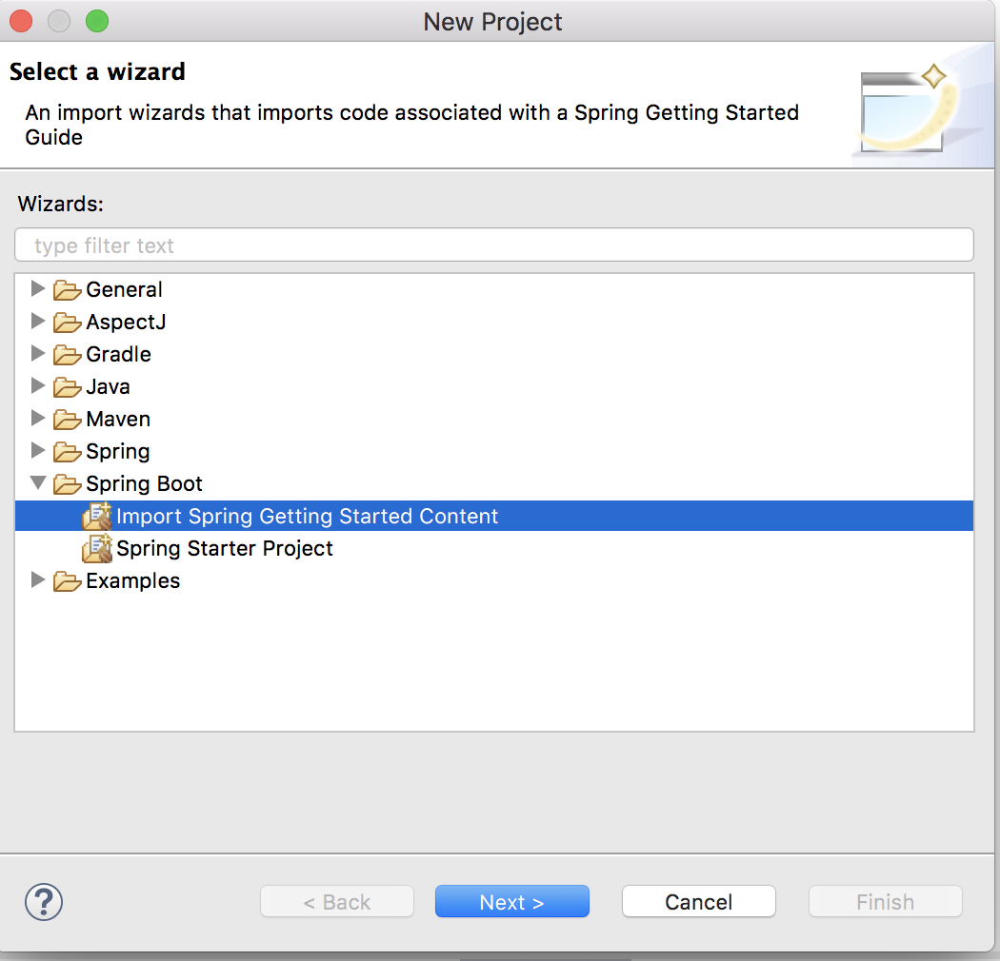 New Project
Select a wizard
An import wizards that imports code associated with a Spring Getting Started
Guide
Wizards:
type filter text
General
AspectJ
Gradle
Java
Maven
Spring
Spring Boot
Import Spring Getting Started Content
Spring Starter Project
Examples
?
< Back
Next >
Cancel
Finish